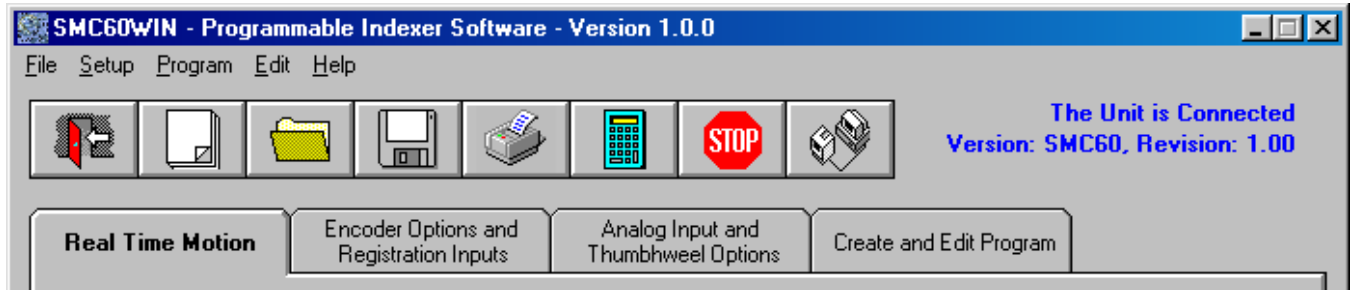 SMC60WIN - Programmable Indexer Software - Version 1.0.0
File Setup Program Edit Help
STOP
The Unit is Connected
Version: SMC60, Revision: 1.00
Real Time Motion
Encoder Options and
Registration Inputs
Analog Input and
Thumbhweel Options
Create and Edit Program